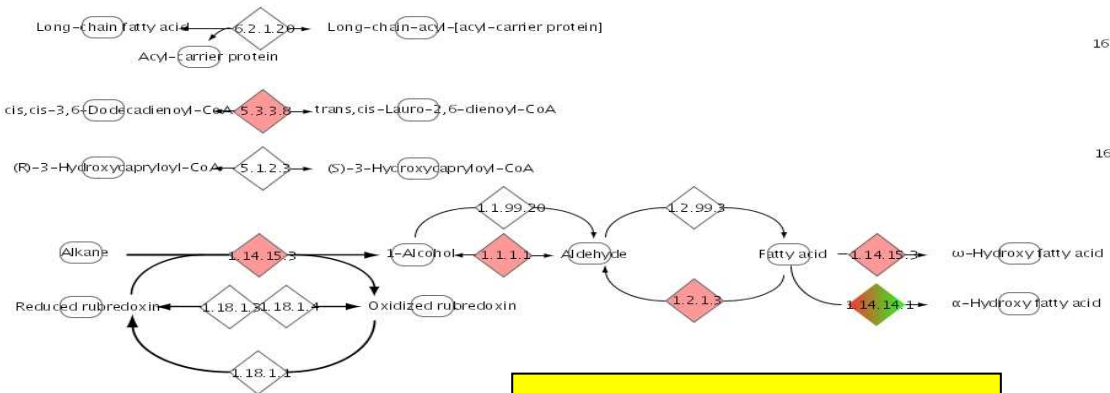 Long-chain fatty acid 6.2.1.20 Long-chain-acyl-[acyl-carrier protein]
16
Acyl-carrier protein
cis,cis-3,6-Dodecadienoyl-CoA 5.3.3.8 trans,cis-Lauro-2,6-dienoyl-CoA
(R)-3-Hydroxycapryloyl-CoA 5.1.2.3 (S)-3-Hydroxycapryloyl-CoA
16
1.1.99.20 1.2.99.3
Alkane 1.14.15.3 1-Alcohol 1.1.1.1 Aldehyde Fatty acid 1.14.15.3 ω-Hydroxy fatty acid
Reduced rubredoxin 1.18.1.3 1.18.1.4 Oxidized rubredoxin 1.2.1.3 1.14.14.1 α-Hydroxy fatty acid
1.18.1.1